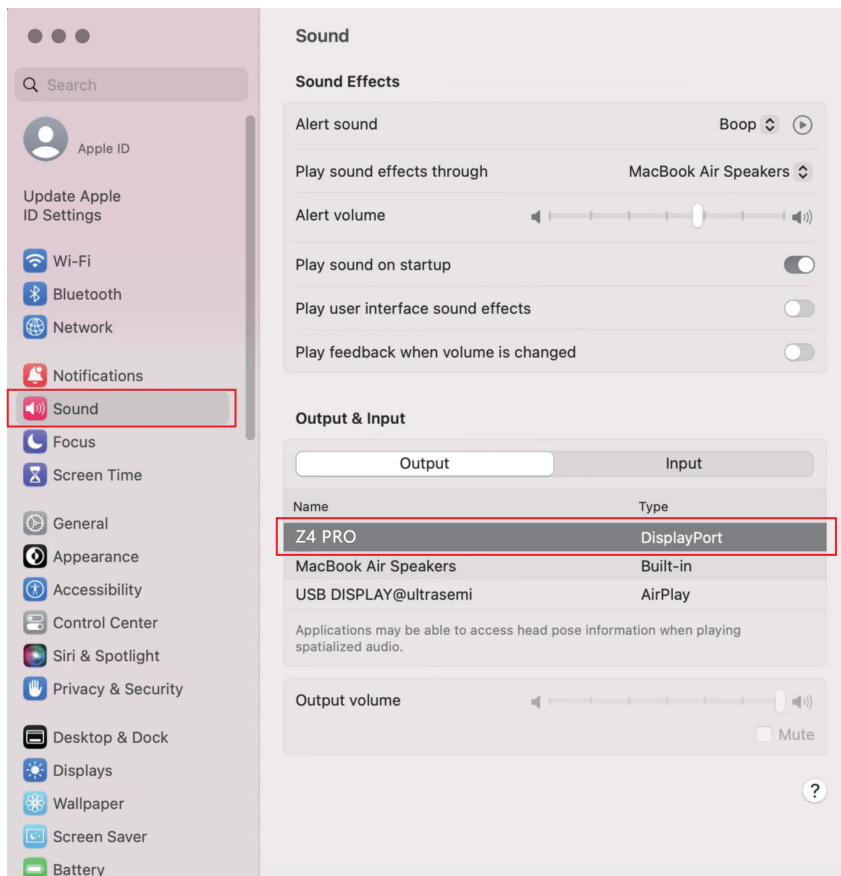 Search
Apple ID
Update Apple
ID Settings
Wi-Fi
Bluetooth
Network
Notifications
Sound
Focus
Screen Time
General
Appearance
Accessibility
Control Center
Siri & Spotlight
Privacy & Security
Desktop & Dock
Displays
Wallpaper
Screen Saver
Battery
Sound
Sound Effects
Alert sound Boop
Play sound effects through MacBook Air Speakers
Alert volume
Play sound on startup
Play user interface sound effects
Play feedback when volume is changed
Output & Input
Output Input
Name Type
Z4 PRO DisplayPort
MacBook Air Speakers Built-in
USB DISPLAY@ultrasemi AirPlay
Applications may be able to access head pose information when playing
spatialized audio.
Output volume
Mute
?